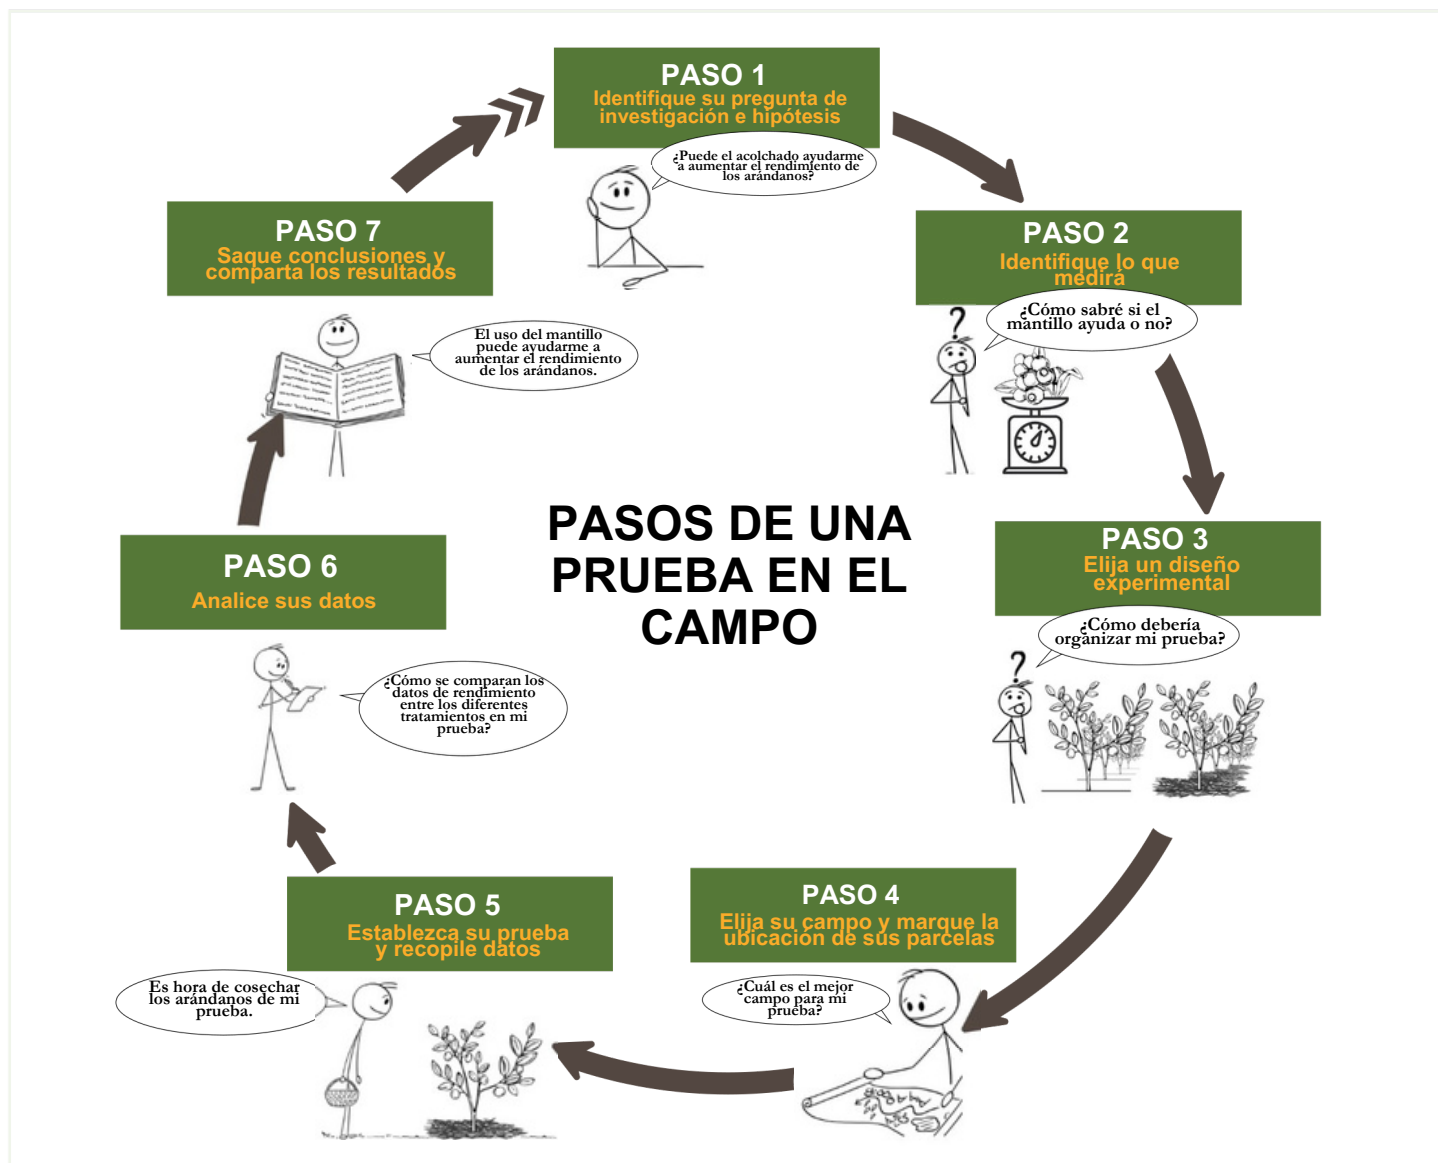 PASO 1
Identifique su pregunta de
investigación e hipótesis
¿Puede el acolchado ayudarme
a aumentar el rendimiento de
los arándanos?
PASO 2
Identifique lo que
medirá
¿Cómo sabré si el
mantillo ayuda o no?
?
PASO 3
Elija un diseño
experimental
¿Cómo debería
organizar mi prueba?
?
PASO 4
Elija su campo y marque la
ubicación de sus parcelas
¿Cuál es el mejor
campo para mi
prueba?
PASO 5
Establezca su prueba
y recopile datos
Es hora de cosechar
los arándanos de mi
prueba.
PASO 6
Analice sus datos
¿Cómo se comparan los
datos de rendimiento
entre los diferentes
tratamientos en mi
prueba?
PASO 7
Saque conclusiones y
comparta los resultados
El uso del mantillo
puede ayudarme a
aumentar el rendimiento
de los arándanos.
PASOS DE UNA
PRUEBA EN EL
CAMPO